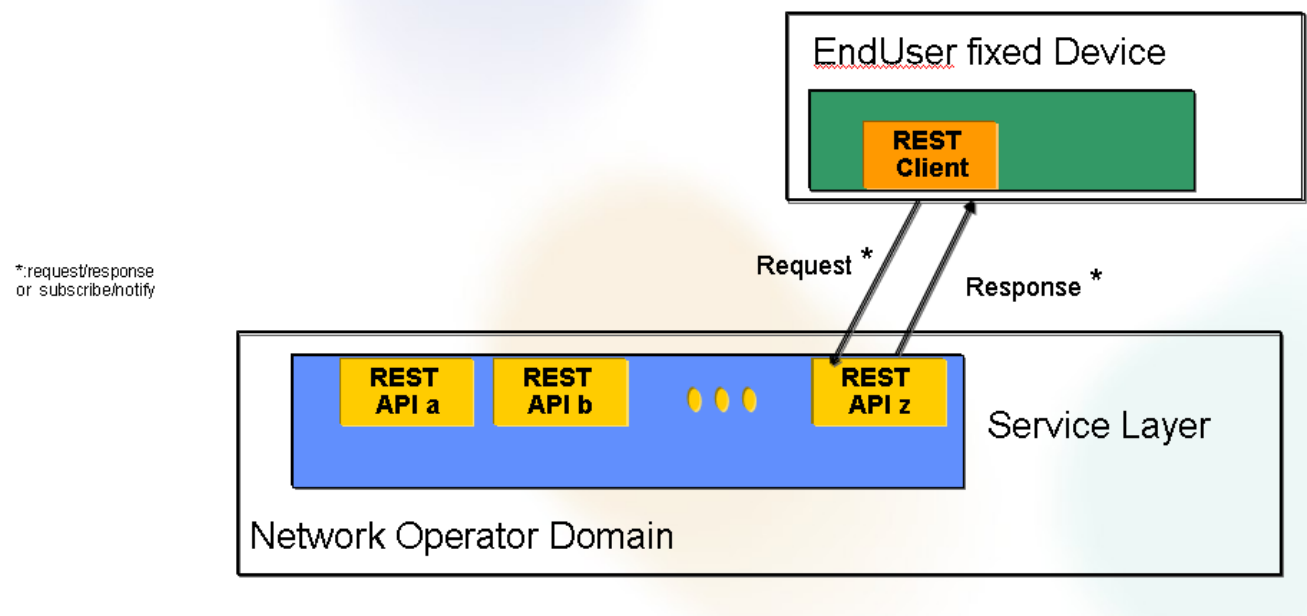 EndUser fixed Device
REST
Client
Request *
Response *
*:request/response
or subscribe/notify
REST
API a
REST
API b
REST
API z
Service Layer
Network Operator Domain